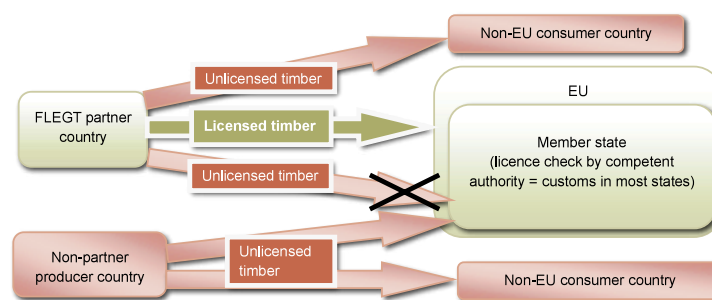 Non-EU consumer country
Unlicensed timber
EU
FLEGT partner
country
Licensed timber
Member state
(licence check by competent
authority = customs in most states)
Unlicensed timber
Non-partner
producer country
Unlicensed
timber
Non-EU consumer country